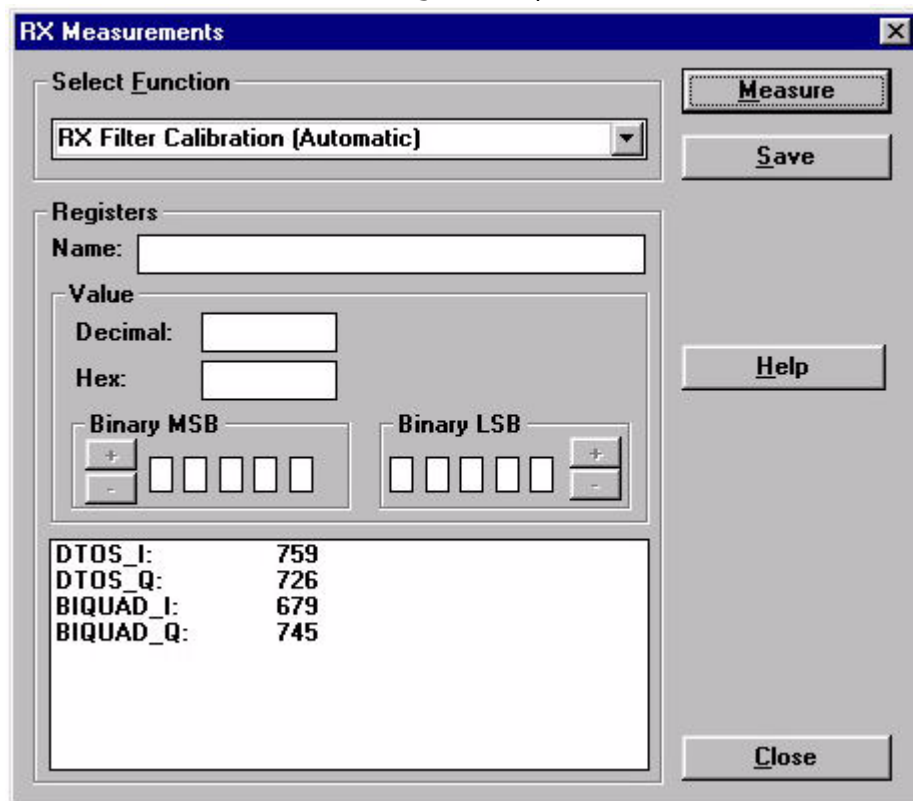 RX Measurements
Select Function
RX Filter Calibration (Automatic)
Measure
Save
Registers
Name:
Value
Decimal:
Hex:
Help
Binary MSB
Binary LSB
+
-
+
-
DTOS_I: 759
DTOS_Q: 726
BIQUAD_I: 679
BIQUAD_Q: 745
Close